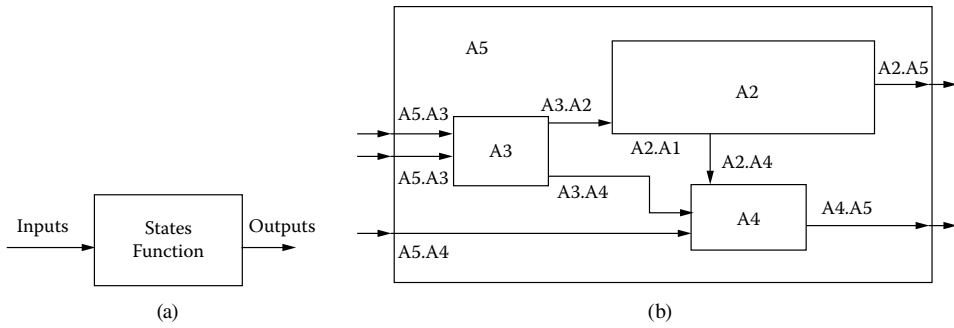 Inputs
States
Function
Outputs
(a)
A5
A2
A2.A5
A5.A3
A3.A2
A3
A2.A1
A2.A4
A5.A3
A3.A4
A4
A4.A5
A5.A4
(b)